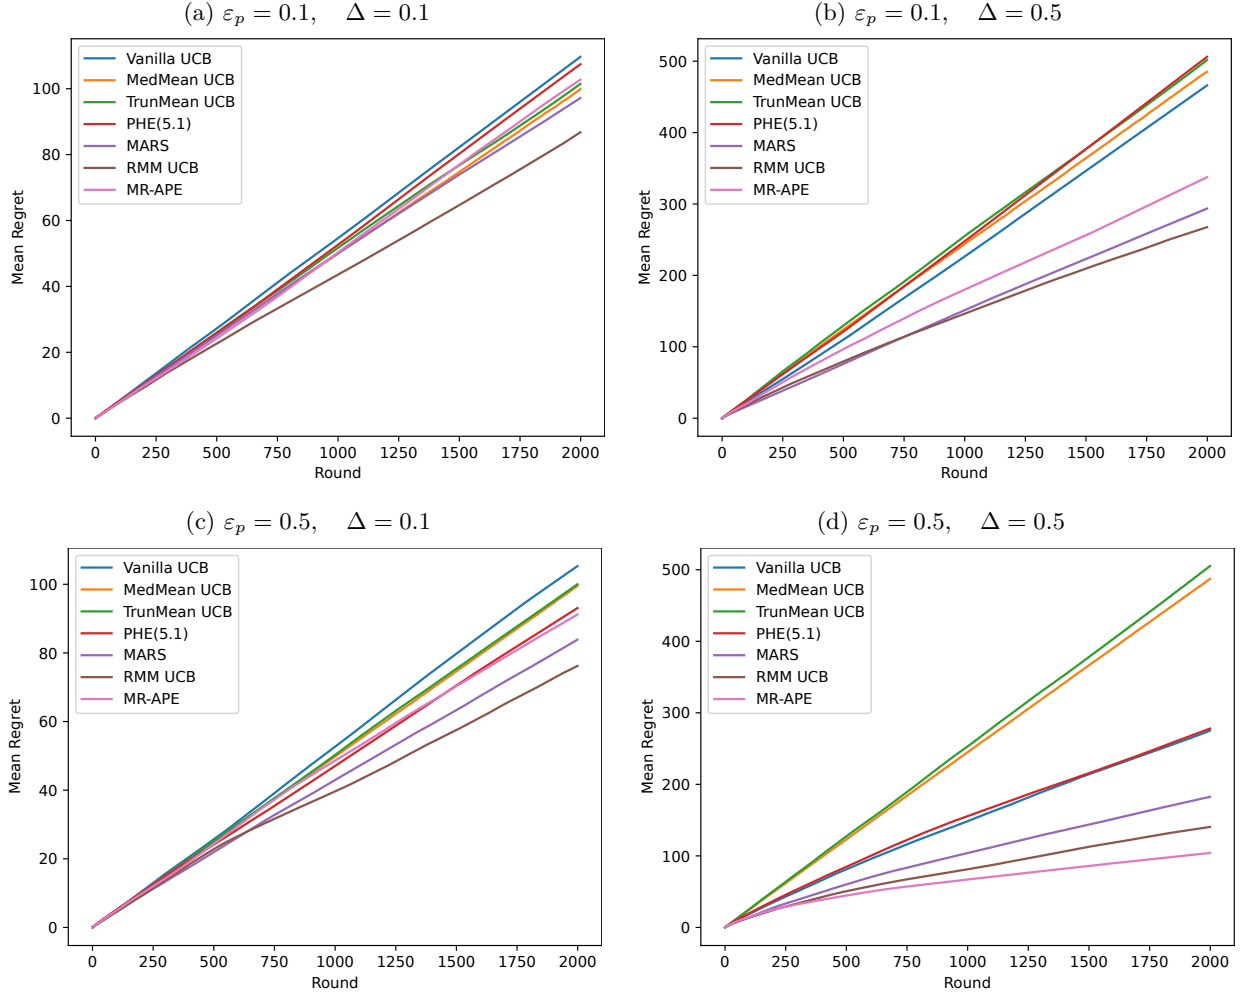 (a) εₚ = 0.1, Δ = 0.1
Vanilla UCB
MedMean UCB
TrunMean UCB
PHE(5.1)
MARS
RMM UCB
MR-APE
100
80
60
40
20
0
Mean Regret
0 250 500 750 1000 1250 1500 1750 2000
Round
(b) εₚ = 0.1, Δ = 0.5
Vanilla UCB
MedMean UCB
TrunMean UCB
PHE(5.1)
MARS
RMM UCB
MR-APE
500
400
300
200
100
0
Mean Regret
0 250 500 750 1000 1250 1500 1750 2000
Round
(c) εₚ = 0.5, Δ = 0.1
Vanilla UCB
MedMean UCB
TrunMean UCB
PHE(5.1)
MARS
RMM UCB
MR-APE
100
80
60
40
20
0
Mean Regret
0 250 500 750 1000 1250 1500 1750 2000
Round
(d) εₚ = 0.5, Δ = 0.5
Vanilla UCB
MedMean UCB
TrunMean UCB
PHE(5.1)
MARS
RMM UCB
MR-APE
500
400
300
200
100
0
Mean Regret
0 250 500 750 1000 1250 1500 1750 2000
Round